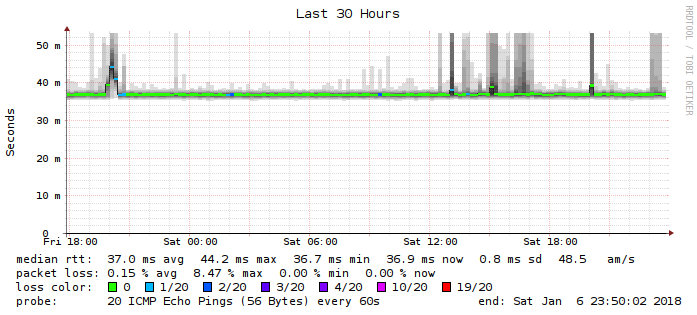 Last 30 Hours
RRDTOOL / TOBI OETIKER
Seconds
50 m
40 m
30 m
20 m
10 m
0
Fri 18:00 Sat 00:00 Sat 06:00 Sat 12:00 Sat 18:00
median rtt: 37.0 ms avg 44.2 ms max 36.7 ms min 36.9 ms now 0.8 ms sd 48.5 am/s
packet loss: 0.15 % avg 8.47 % max 0.00 % min 0.00 % now
loss color: 0 1/20 2/20 3/20 4/20 10/20 19/20
probe: 20 ICMP Echo Pings (56 Bytes) every 60s end: Sat Jan 6 23:50:02 2018